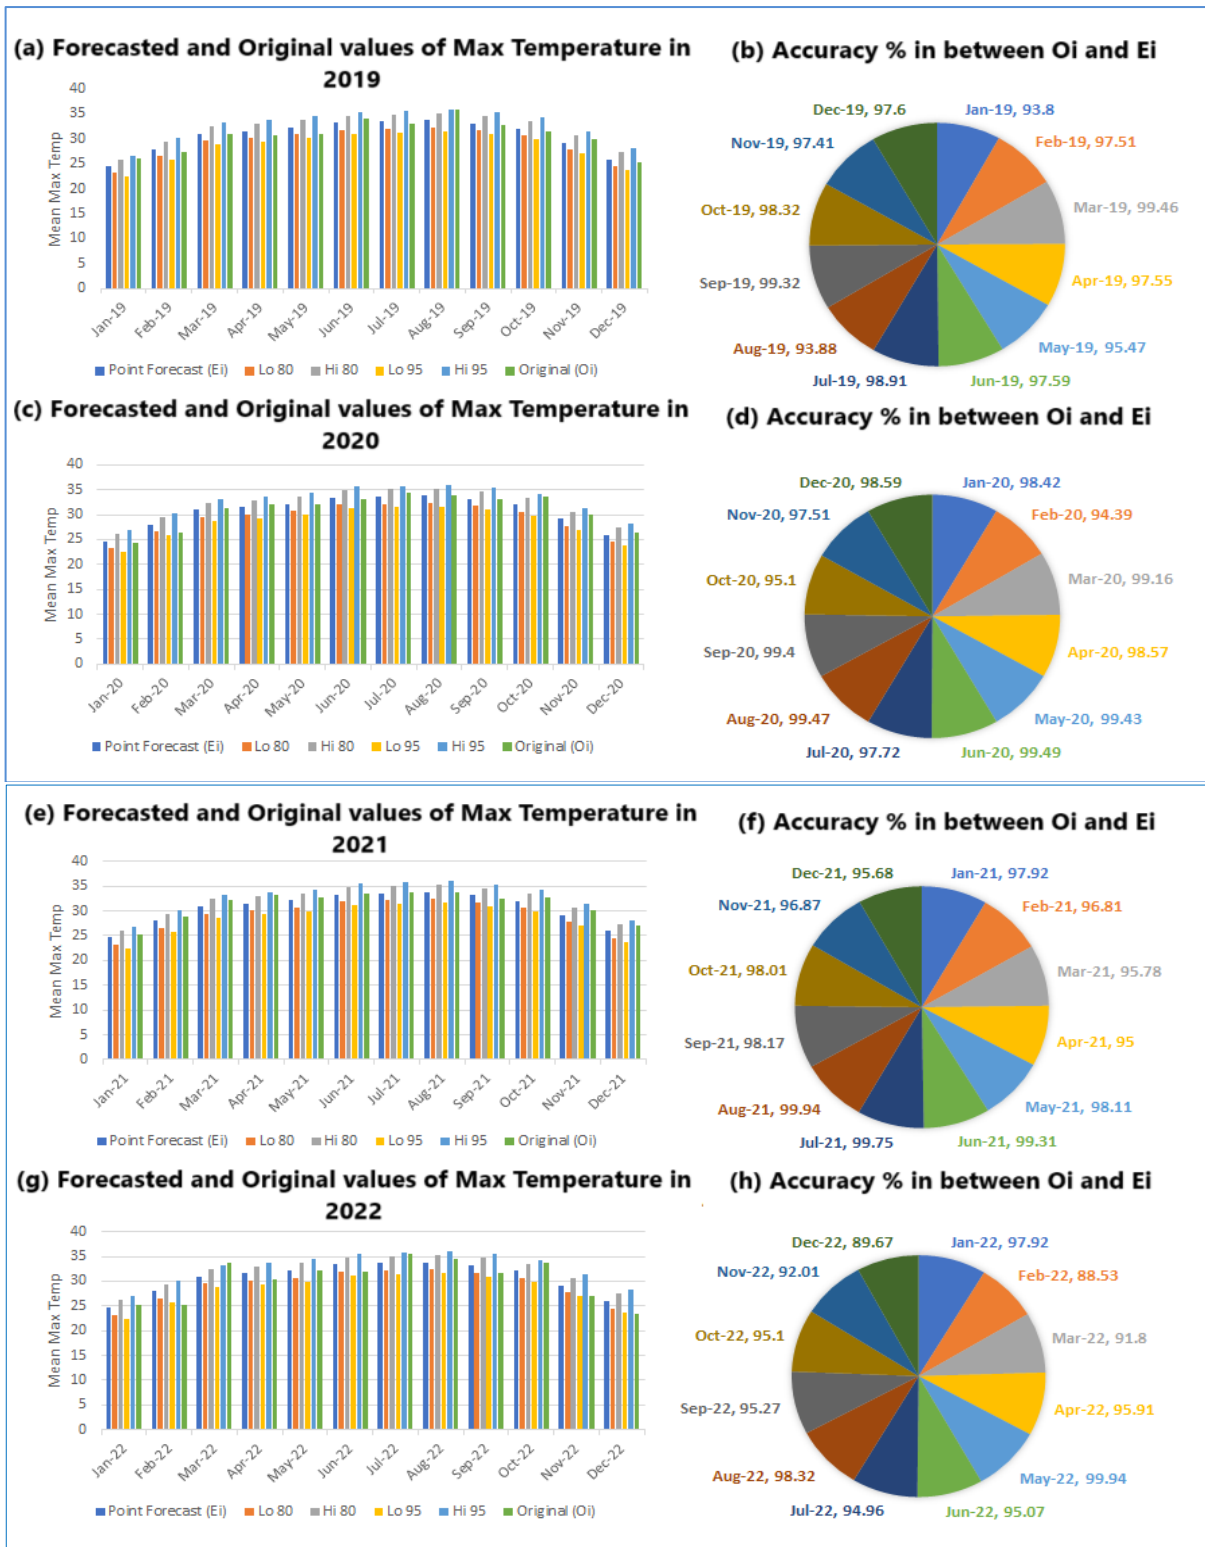 (a) Forecasted and Original values of Max Temperature in
2019
Mean Max Temp
40
35
30
25
20
15
10
5
0
Jan-19
Feb-19
Mar-19
Apr-19
May-19
Jun-19
Jul-19
Aug-19
Sep-19
Oct-19
Nov-19
Dec-19
Point Forecast (Ei) Lo 80 Hi 80 Lo 95 Hi 95 Original (Oi)
(b) Accuracy % in between Oi and Ei
Jan-19, 93.8
Feb-19, 97.51
Mar-19, 99.46
Apr-19, 97.55
May-19, 95.47
Jun-19, 97.59
Jul-19, 98.91
Aug-19, 93.88
Sep-19, 99.32
Oct-19, 98.32
Nov-19, 97.41
Dec-19, 97.6
(c) Forecasted and Original values of Max Temperature in
2020
Mean Max Temp
40
35
30
25
20
15
10
5
0
Jan-20
Feb-20
Mar-20
Apr-20
May-20
Jun-20
Jul-20
Aug-20
Sep-20
Oct-20
Nov-20
Dec-20
Point Forecast (Ei) Lo 80 Hi 80 Lo 95 Hi 95 Original (Oi)
(d) Accuracy % in between Oi and Ei
Jan-20, 98.42
Feb-20, 94.39
Mar-20, 99.16
Apr-20, 98.57
May-20, 99.43
Jun-20, 99.49
Jul-20, 97.72
Aug-20, 99.47
Sep-20, 99.4
Oct-20, 95.1
Nov-20, 97.51
Dec-20, 98.59
(e) Forecasted and Original values of Max Temperature in
2021
Mean Max Temp
40
35
30
25
20
15
10
5
0
Jan-21
Feb-21
Mar-21
Apr-21
May-21
Jun-21
Jul-21
Aug-21
Sep-21
Oct-21
Nov-21
Dec-21
Point Forecast (Ei) Lo 80 Hi 80 Lo 95 Hi 95 Original (Oi)
(f) Accuracy % in between Oi and Ei
Jan-21, 97.92
Feb-21, 96.81
Mar-21, 95.78
Apr-21, 95
May-21, 98.11
Jun-21, 99.31
Jul-21, 99.75
Aug-21, 99.94
Sep-21, 98.17
Oct-21, 98.01
Nov-21, 96.87
Dec-21, 95.68
(g) Forecasted and Original values of Max Temperature in
2022
Mean Max Temp
40
35
30
25
20
15
10
5
0
Jan-22
Feb-22
Mar-22
Apr-22
May-22
Jun-22
Jul-22
Aug-22
Sep-22
Oct-22
Nov-22
Dec-22
Point Forecast (Ei) Lo 80 Hi 80 Lo 95 Hi 95 Original (Oi)
(h) Accuracy % in between Oi and Ei
Jan-22, 97.92
Feb-22, 88.53
Mar-22, 91.8
Apr-22, 95.91
May-22, 99.94
Jun-22, 95.07
Jul-22, 94.96
Aug-22, 98.32
Sep-22, 95.27
Oct-22, 95.1
Nov-22, 92.01
Dec-22, 89.67